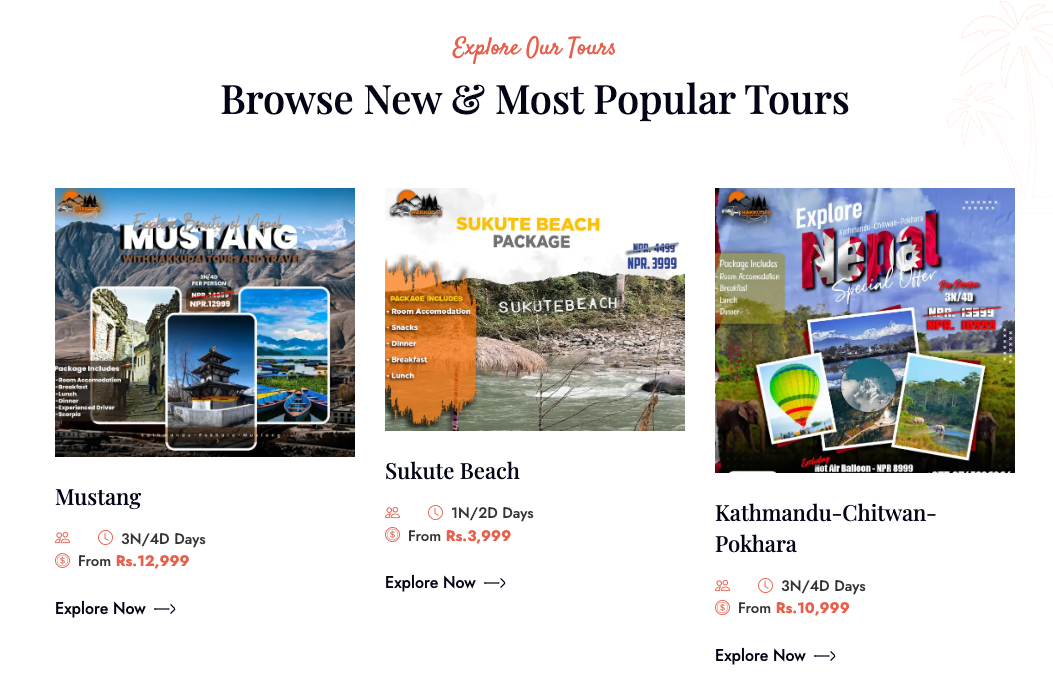 Explore Our Tours
Browse New & Most Popular Tours
Explore Beauty of Nepal
MUSTANG
WITH HAKKUDAI TOURS AND TRAVEL
3N/4D
PER PERSON
NPR.12999
Package Includes
-Room Accomodation
-Breakfast
-Lunch
-Dinner
-Experienced Driver
-Scorpio
Kathmandu-Pokhara-Mustang
Mustang
3N/4D Days
From Rs.12,999
Explore Now
SUKUTE BEACH
PACKAGE
NPR. 4499
NPR. 3999
PACKAGE INCLUDES
- Room Accomodation
- Snacks
- Dinner
- Breakfast
- Lunch
SUKUTEBEACH
Sukute Beach
1N/2D Days
From Rs.3,999
Explore Now
Explore
Kathmandu-Chitwan-Pokhara
Nepal
Special Offer
Package Includes
- Room Accomodation
- Breakfast
- Lunch
- Dinner
Per Person
3N/4D
NPR. 13999
NPR. 10999
Excluding
Hot Air Balloon - NPR 8999
Kathmandu-Chitwan-
Pokhara
3N/4D Days
From Rs.10,999
Explore Now